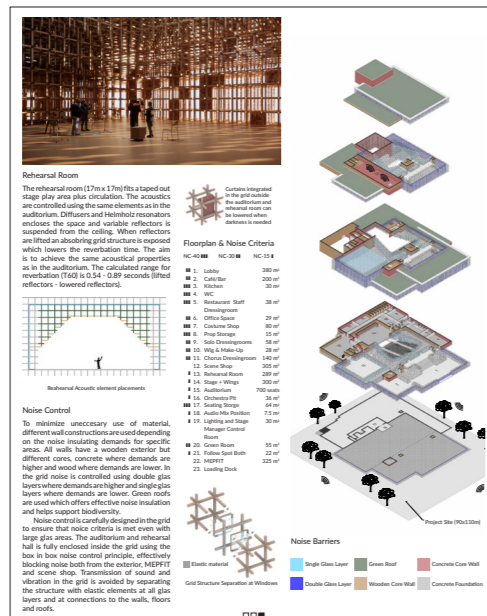 Rehearsal Room
The rehearsal room (17m x 17m) fits a taped out
stage play area plus circulation. The acoustics
are controlled using the same elements as in the
auditorium. Diffusers and Helmholz resonators
encloses the space and variable reflectors is
suspended from the ceiling. When reflectors
are lifted an absobring grid structure is exposed
which lowers the reverbation time. The aim
is to achieve the same acoustical properties
as in the auditorium. The calculated range for
reverbation (T60) is 0.54 - 0.89 seconds (lifted
reflectors - lowered reflectors).
Rehearsal Acoustic element placements
Noise Control
To minimize uneccesary use of material,
different wall constructions are used depending
on the noise insulating demands for specific
areas. All walls have a wooden exterior but
different cores, concrete where demands are
higher and wood where demands are lower. In
the grid noise is controlled using double glas
layers where demands are higher and single glas
layers where demands are lower. Green roofs
are used which offers effective noise insulation
and helps support biodiversity.
Noise control is carefully designed in the grid
to ensure that noice criteria is met even with
large glas areas. The auditorium and rehearsal
hall is fully enclosed inside the grid using the
box in box noise control principle, effectively
blocking noise both from the exterior, MEPFIT
and scene shop. Transmission of sound and
vibration in the grid is avoided by separating
the structure with elastic elements at all glas
layers and at connections to the walls, floors
and roofs.
Curtains integrated
in the grid outside
the auditorium and
rehearsal room can
be lowered when
darkness is needed
Floorplan & Noise Criteria
NC-40 NC-30 NC-15
1. Lobby 380 m²
2. Café/Bar 200 m²
3. Kitchen 30 m²
4. WC
5. Restaurant Staff 38 m²
Dressingroom
6. Office Space 29 m²
7. Costume Shop 80 m²
8. Prop Storage 15 m²
9. Solo Dressingrooms 58 m²
10. Wig & Make-Up 28 m²
11. Chorus Dressingroom 140 m²
12. Scene Shop 305 m²
13. Rehearsal Room 289 m²
14. Stage + Wings 300 m²
15. Auditorium 700 seats
16. Orchestra Pit 36 m²
17. Seating Storge 64 m²
18. Audio Mix Position 7.5 m²
19. Lighting and Stage 30 m²
Manager Control
Room
20. Green Room 55 m²
21. Follow Spot Both 22 m²
22. MEPFIT 325 m²
23. Loading Dock
Elastic material
Grid Structure Separation at Windows
Project Site (90x110m)
Noise Barriers
Single Glass Layer Green Roof Concrete Core Wall
Double Glass Layer Wooden Core Wall Concrete Foundation